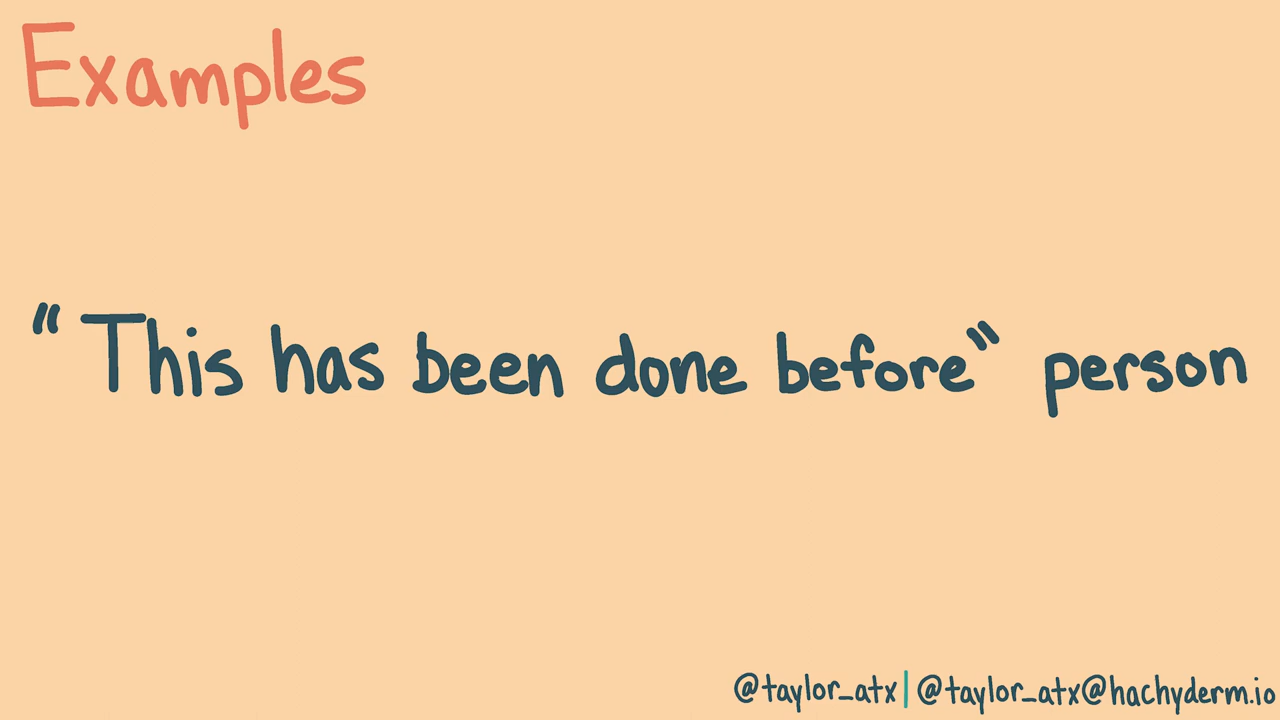 Examples
“This has been done before” person
@taylor_atx|@taylor_atx@hachyderm.io